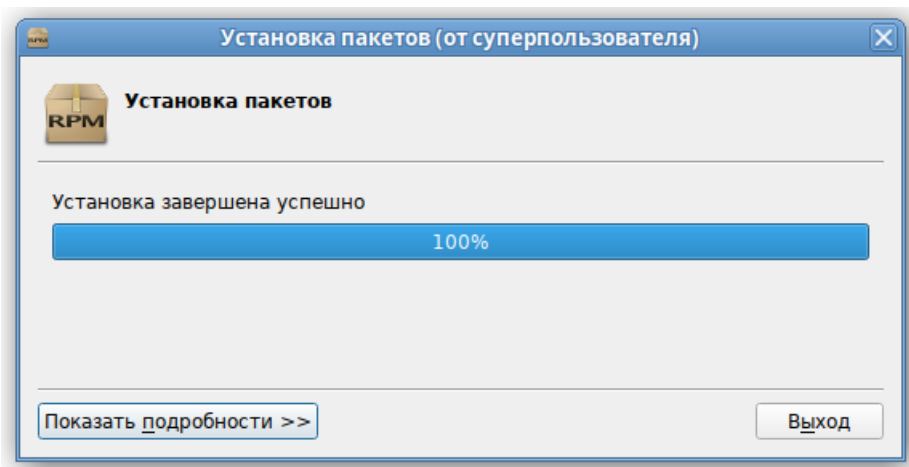 Установка пакетов (от суперпользователя)
RPM
Установка пакетов
Установка завершена успешно
100%
Показать подробности >>
Выход